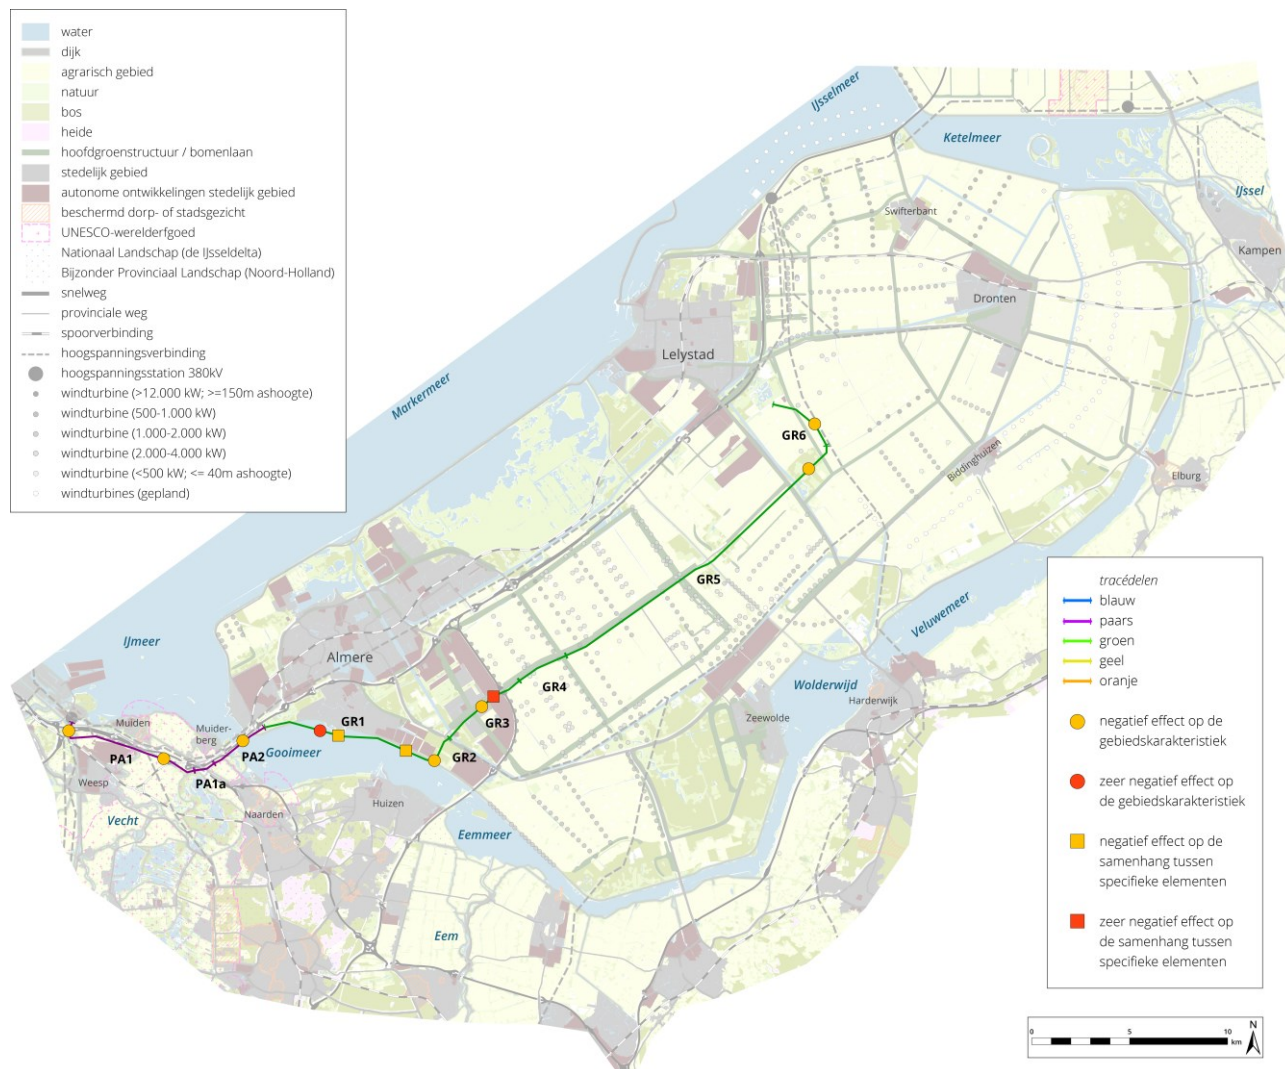 water
dijk
agrarisch gebied
natuur
bos
heide
hoofdgroenstructuur / bomenlaan
stedelijk gebied
autonome ontwikkelingen stedelijk gebied
beschermd dorp- of stadsgezicht
UNESCO-werelderfgoed
Nationaal Landschap (de IJsseldelta)
Bijzonder Provinciaal Landschap (Noord-Holland)
snelweg
provinciale weg
spoorverbinding
hoogspanningsverbinding
hoogspanningsstation 380kV
windturbine (>12.000 kW; >=150m ashoogte)
windturbine (500-1.000 kW)
windturbine (1.000-2.000 kW)
windturbine (2.000-4.000 kW)
windturbine (<500 kW; <= 40m ashoogte)
windturbines (gepland)
IJsselmeer
Ketelmeer
IJssel
Swifterbant
Kampen
Dronten
Lelystad
Markermeer
GR6
Biddinghuizen
Elburg
GR5
Veluwemeer
IJmeer
Almere
Wolderwijd
Harderwijk
GR4
Zeewolde
Muiden
Muider-
berg
GR1
GR3
Gooimeer
PA2
GR2
PA1
PA1a
Weesp
Huizen
Naarden
Vecht
Eemmeer
Eem
tracédelen
blauw
paars
groen
geel
oranje
negatief effect op de
gebiedskarakteristiek
zeer negatief effect op
de gebiedskarakteristiek
negatief effect op de
samenhang tussen
specifieke elementen
zeer negatief effect op
de samenhang tussen
specifieke elementen
0 5 10
km
N